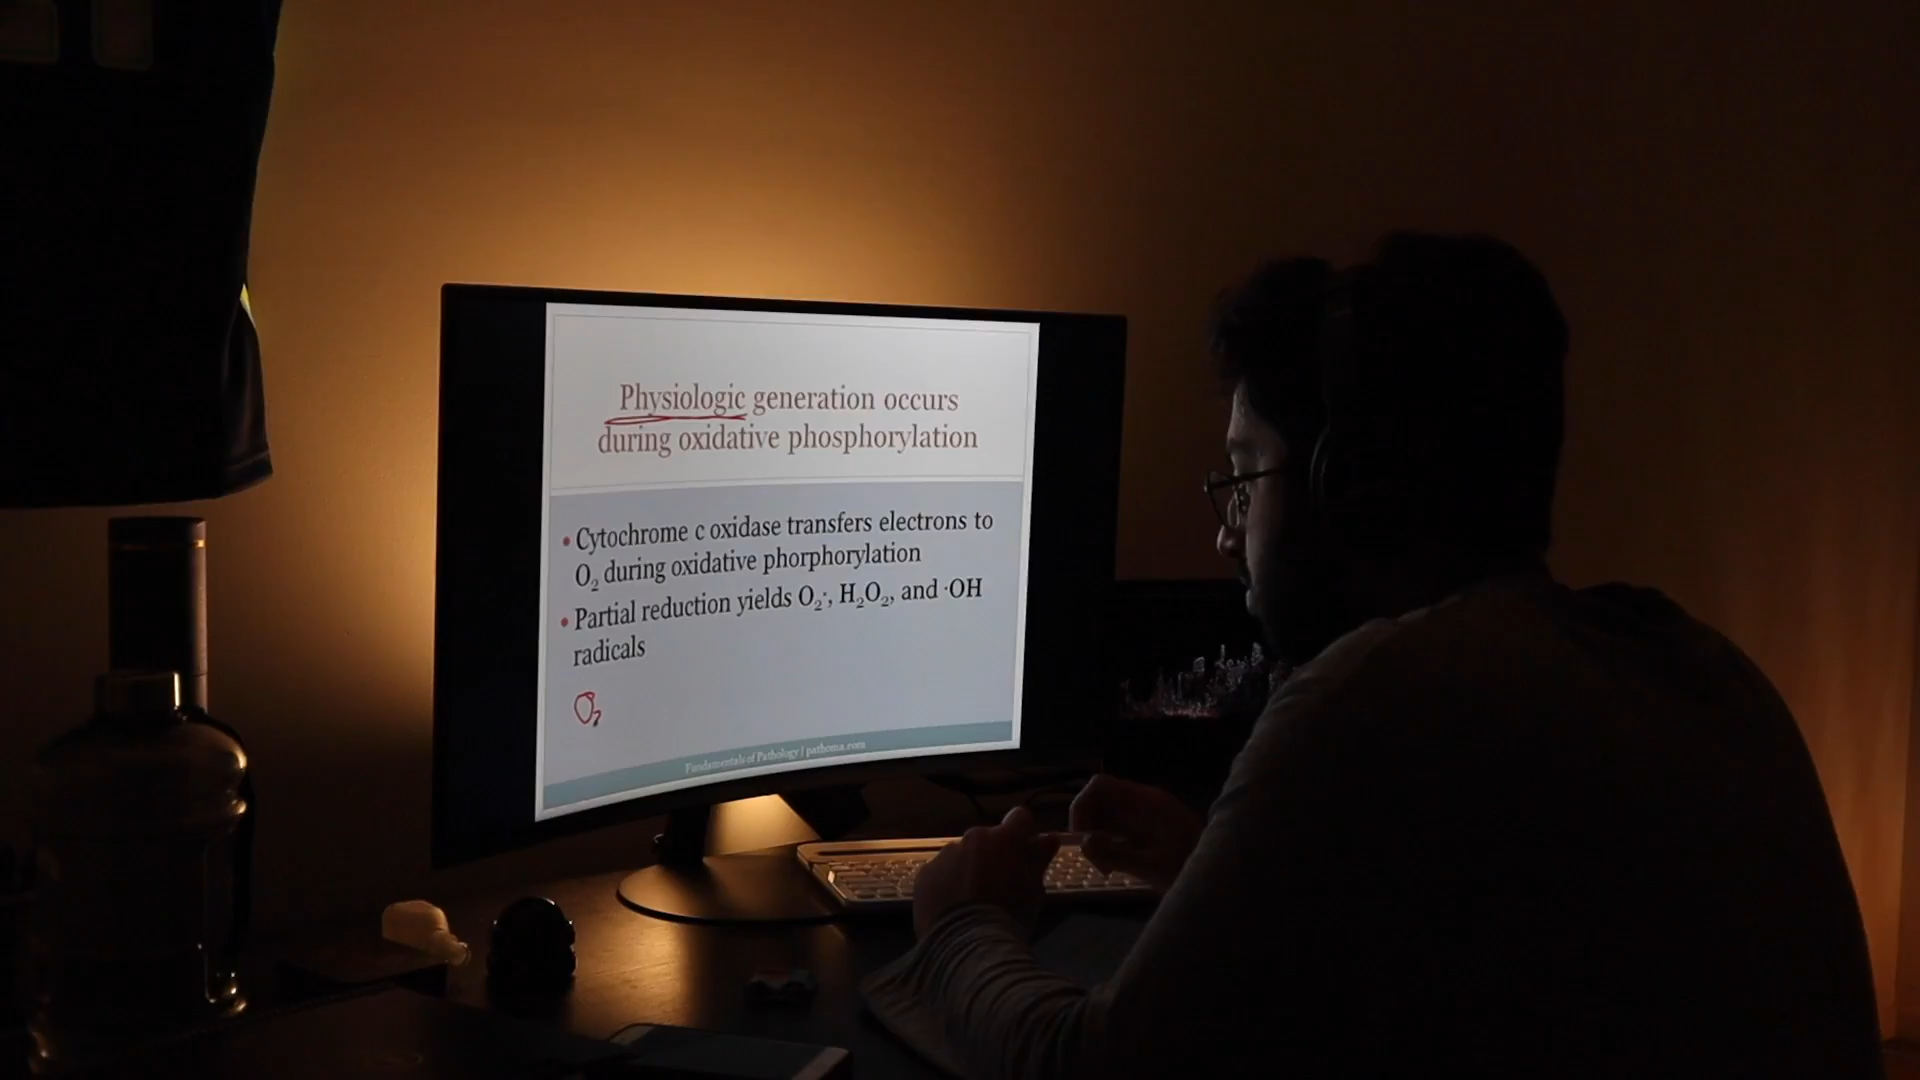 Physiologic generation occurs
during oxidative phosphorylation
• Cytochrome c oxidase transfers electrons to
O₂ during oxidative phorphorylation
• Partial reduction yields O₂˙, H₂O₂, and ·OH
radicals
O₂
Fundamentals of Pathology | pathoma.com